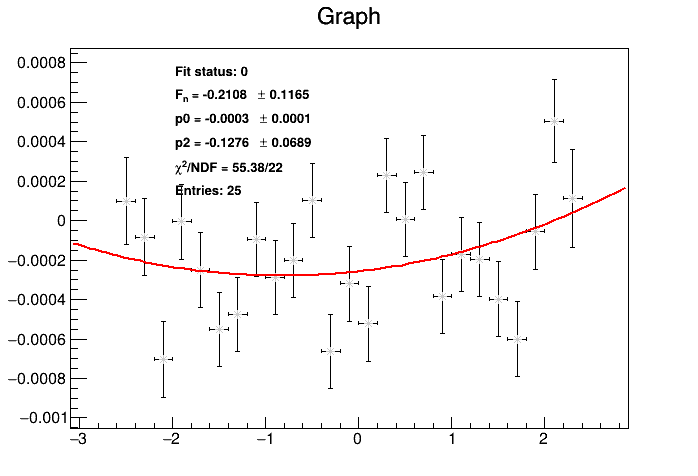 Graph
Fit status: 0
Fn = -0.2108 ± 0.1165
p0 = -0.0003 ± 0.0001
p2 = -0.1276 ± 0.0689
χ2/NDF = 55.38/22
Entries: 25
0.0008
0.0006
0.0004
0.0002
0
−0.0002
−0.0004
−0.0006
−0.0008
−0.001
−3 −2 −1 0 1 2